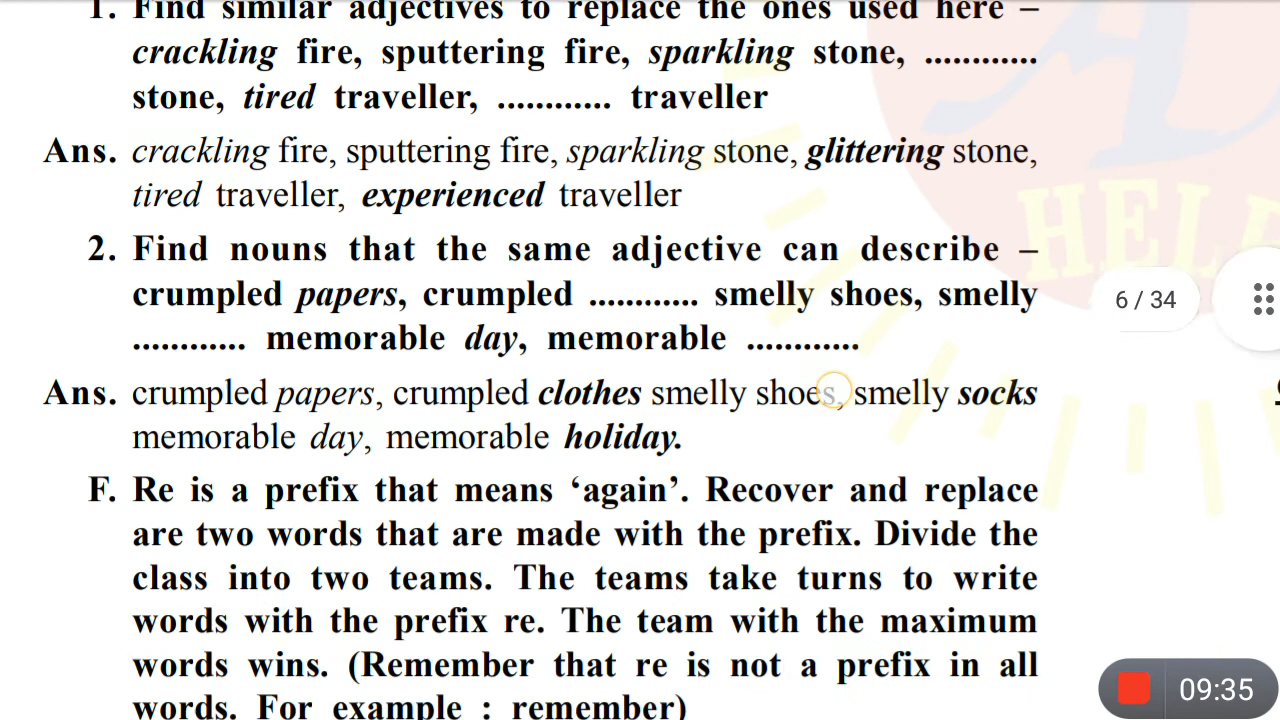 1. Find similar adjectives to replace the ones used here –
crackling fire, sputtering fire, sparkling stone, ............
stone, tired traveller, ............ traveller
Ans. crackling fire, sputtering fire, sparkling stone, glittering stone,
tired traveller, experienced traveller
2. Find nouns that the same adjective can describe –
crumpled papers, crumpled ............ smelly shoes, smelly
............ memorable day, memorable ............
Ans. crumpled papers, crumpled clothes smelly shoes, smelly socks
memorable day, memorable holiday.
F. Re is a prefix that means ‘again’. Recover and replace
are two words that are made with the prefix. Divide the
class into two teams. The teams take turns to write
words with the prefix re. The team with the maximum
words wins. (Remember that re is not a prefix in all
words. For example : remember)
HEL
6 / 34
09:35